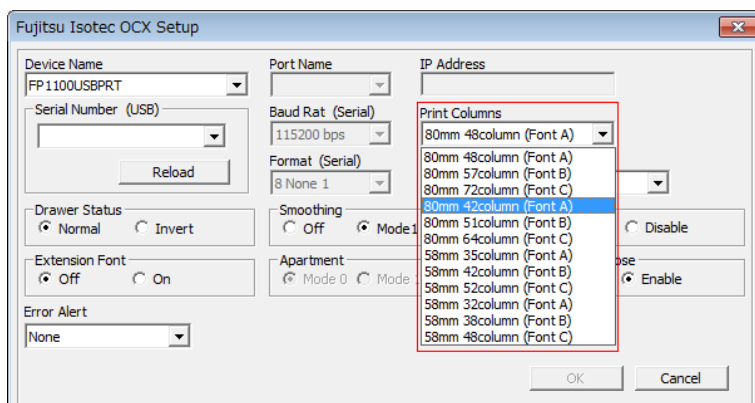 Fujitsu Isotec OCX Setup
Device Name
FP1100USBPRT
Port Name
IP Address
Serial Number (USB)
Reload
Baud Rat (Serial)
115200 bps
Format (Serial)
8 None 1
Print Columns
80mm 48column (Font A)
80mm 48column (Font A)
80mm 57column (Font B)
80mm 72column (Font C)
80mm 42column (Font A)
80mm 51column (Font B)
80mm 64column (Font C)
58mm 35column (Font A)
58mm 42column (Font B)
58mm 52column (Font C)
58mm 32column (Font A)
58mm 38column (Font B)
58mm 48column (Font C)
Drawer Status
Normal Invert
Smoothing
Off Mode1
Disable
Extension Font
Off On
Apartment
Mode 0 Mode
Enable
Error Alert
None
OK Cancel